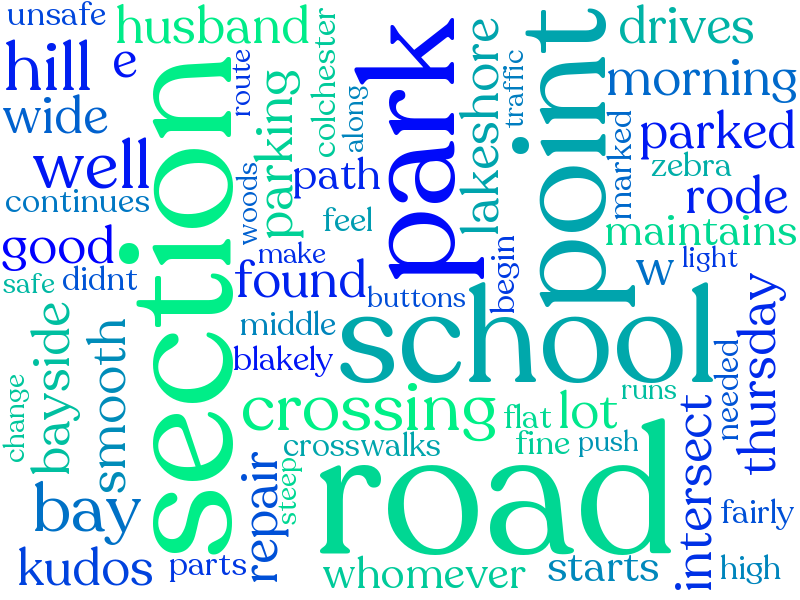 unsafe
husband
drives
hill
e
section
route
parking
colchester
along
park
lakeshore
traffic
point
morning
wide
marked
parked
zebra
well
path
woods
rode
continues
feel
maintains
good
make
begin
w
light
safe
didnt
found
buttons
thursday
middle
school
bayside
smooth
blakely
needed
change
crossing
flat
lot
runs
intersect
crosswalks
fine
push
road
steep
repair
bay
fairly
kudos
parts
whomever
starts
high